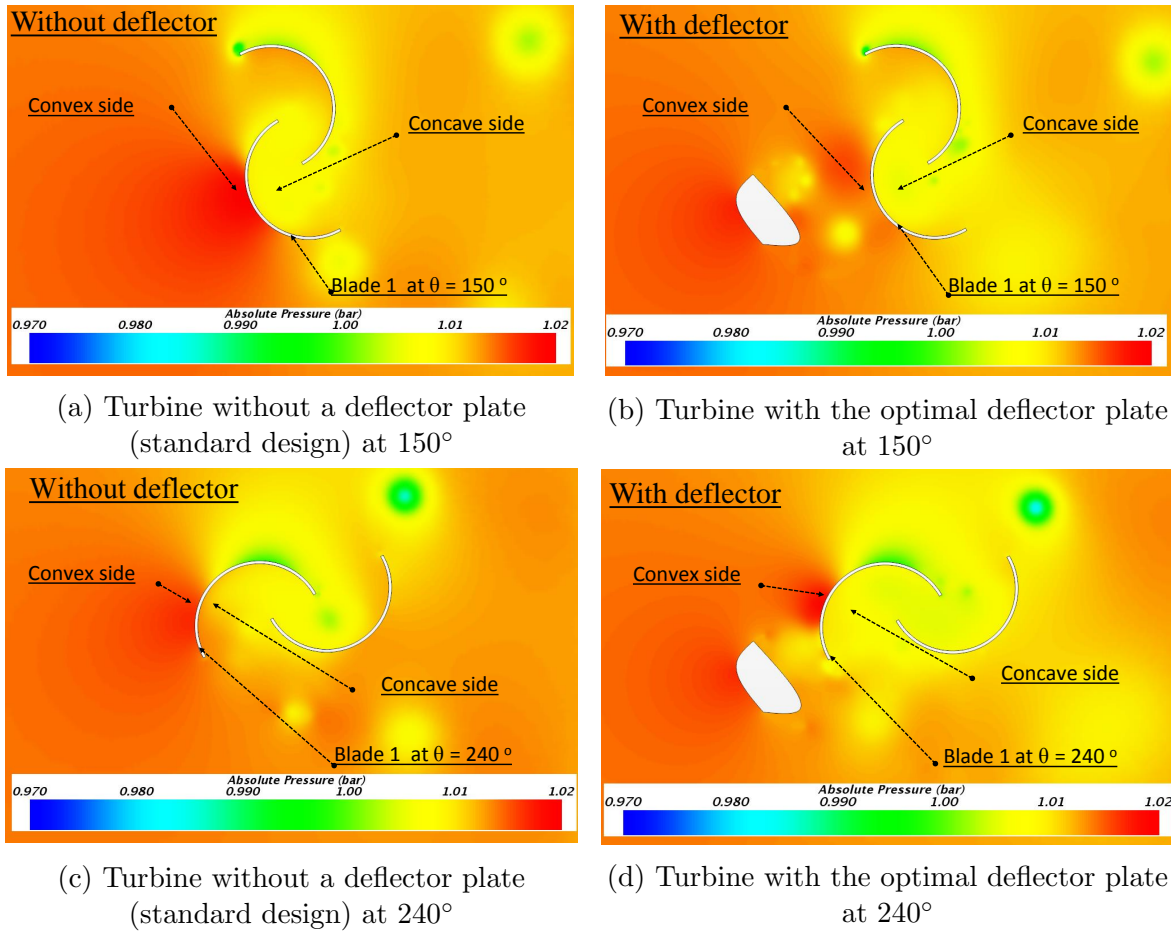 Without deflector
Convex side
Concave side
Blade 1 at θ = 150 °
Absolute Pressure (bar)
0.970 0.980 0.990 1.00 1.01 1.02
With deflector
Convex side
Concave side
Blade 1 at θ = 150 °
Absolute Pressure (bar)
0.970 0.980 0.990 1.00 1.01 1.02
(a) Turbine without a deflector plate
(standard design) at 150°
(b) Turbine with the optimal deflector plate
at 150°
Without deflector
Convex side
Concave side
Blade 1 at θ = 240 °
Absolute Pressure (bar)
0.970 0.980 0.990 1.00 1.01 1.02
With deflector
Convex side
Concave side
Blade 1 at θ = 240 °
Absolute Pressure (bar)
0.970 0.980 0.990 1.00 1.01 1.02
(c) Turbine without a deflector plate
(standard design) at 240°
(d) Turbine with the optimal deflector plate
at 240°